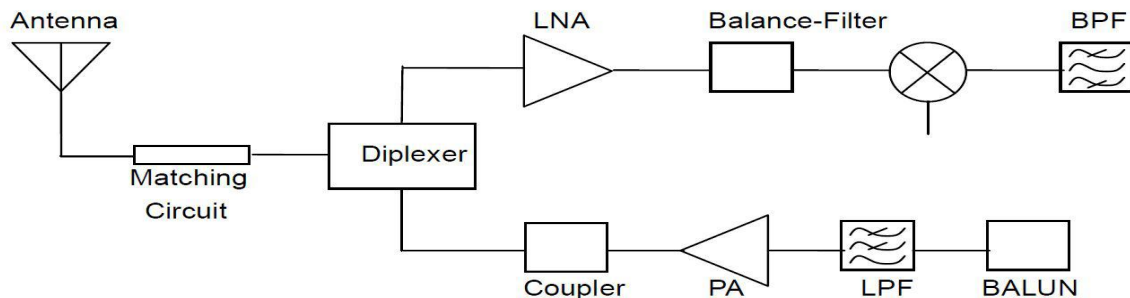 Antenna
LNA
Balance-Filter
BPF
Diplexer
Matching
Circuit
Coupler
PA
LPF
BALUN